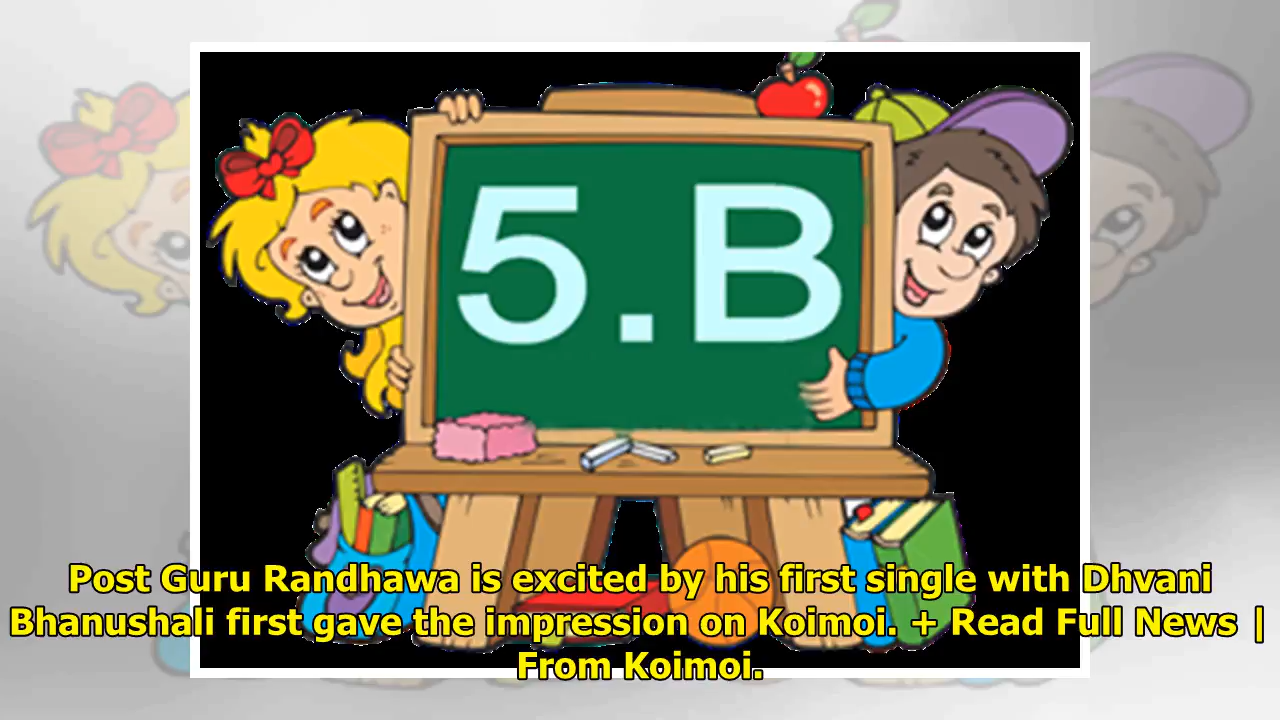 5.B
Post Guru Randhawa is excited by his first single with Dhvani
Bhanushali first gave the impression on Koimoi. + Read Full News |
From Koimoi.